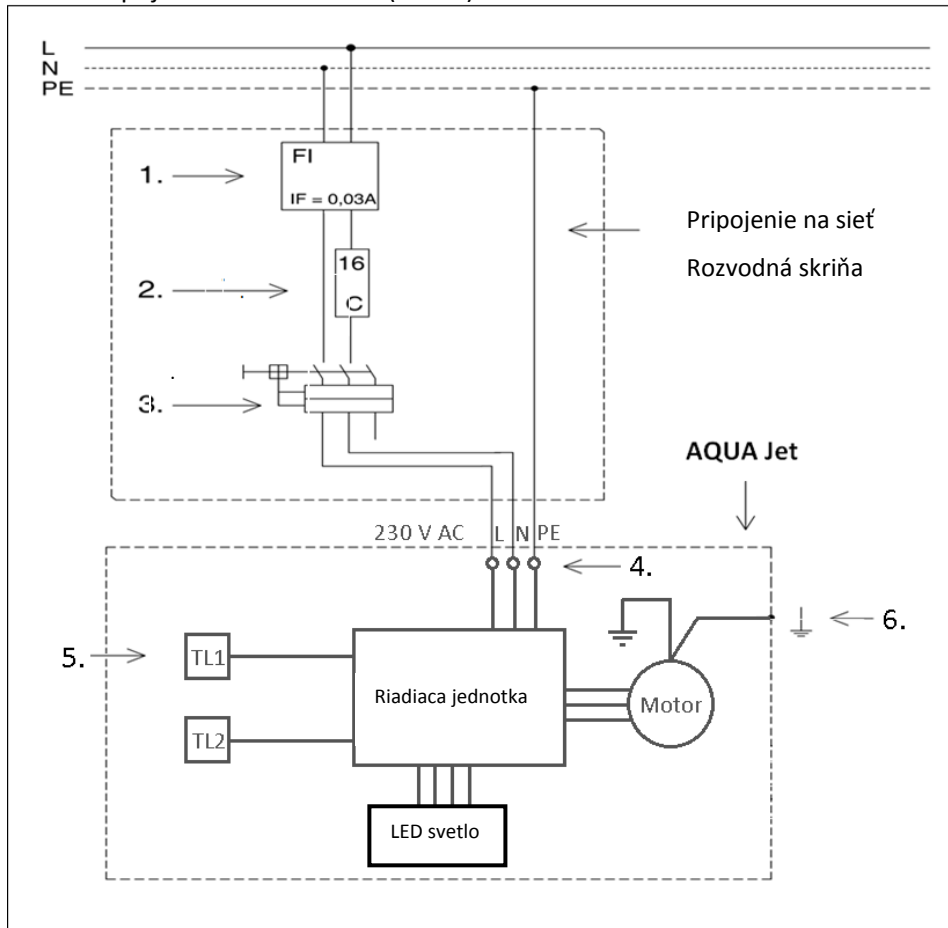 L
N
PE
FI
IF = 0,03A
1.
Pripojenie na sieť
Rozvodná skriňa
16
C
2.
3.
AQUA Jet
230 V AC L N PE
4.
5.
TL1
Riadiaca jednotka
Motor
6.
TL2
LED svetlo